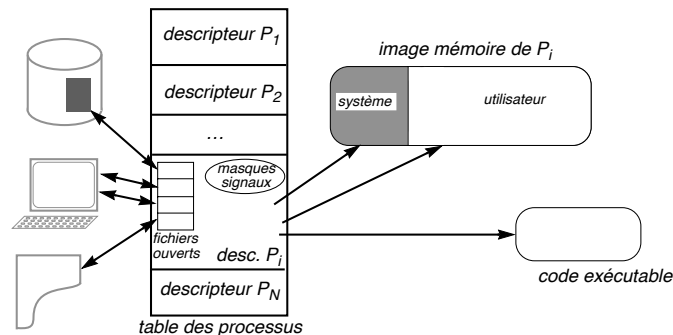 descripteur P1
descripteur P2
...
masques
signaux
fichiers
ouverts
desc. Pi
descripteur PN
table des processus
image mémoire de Pi
système
utilisateur
code exécutable